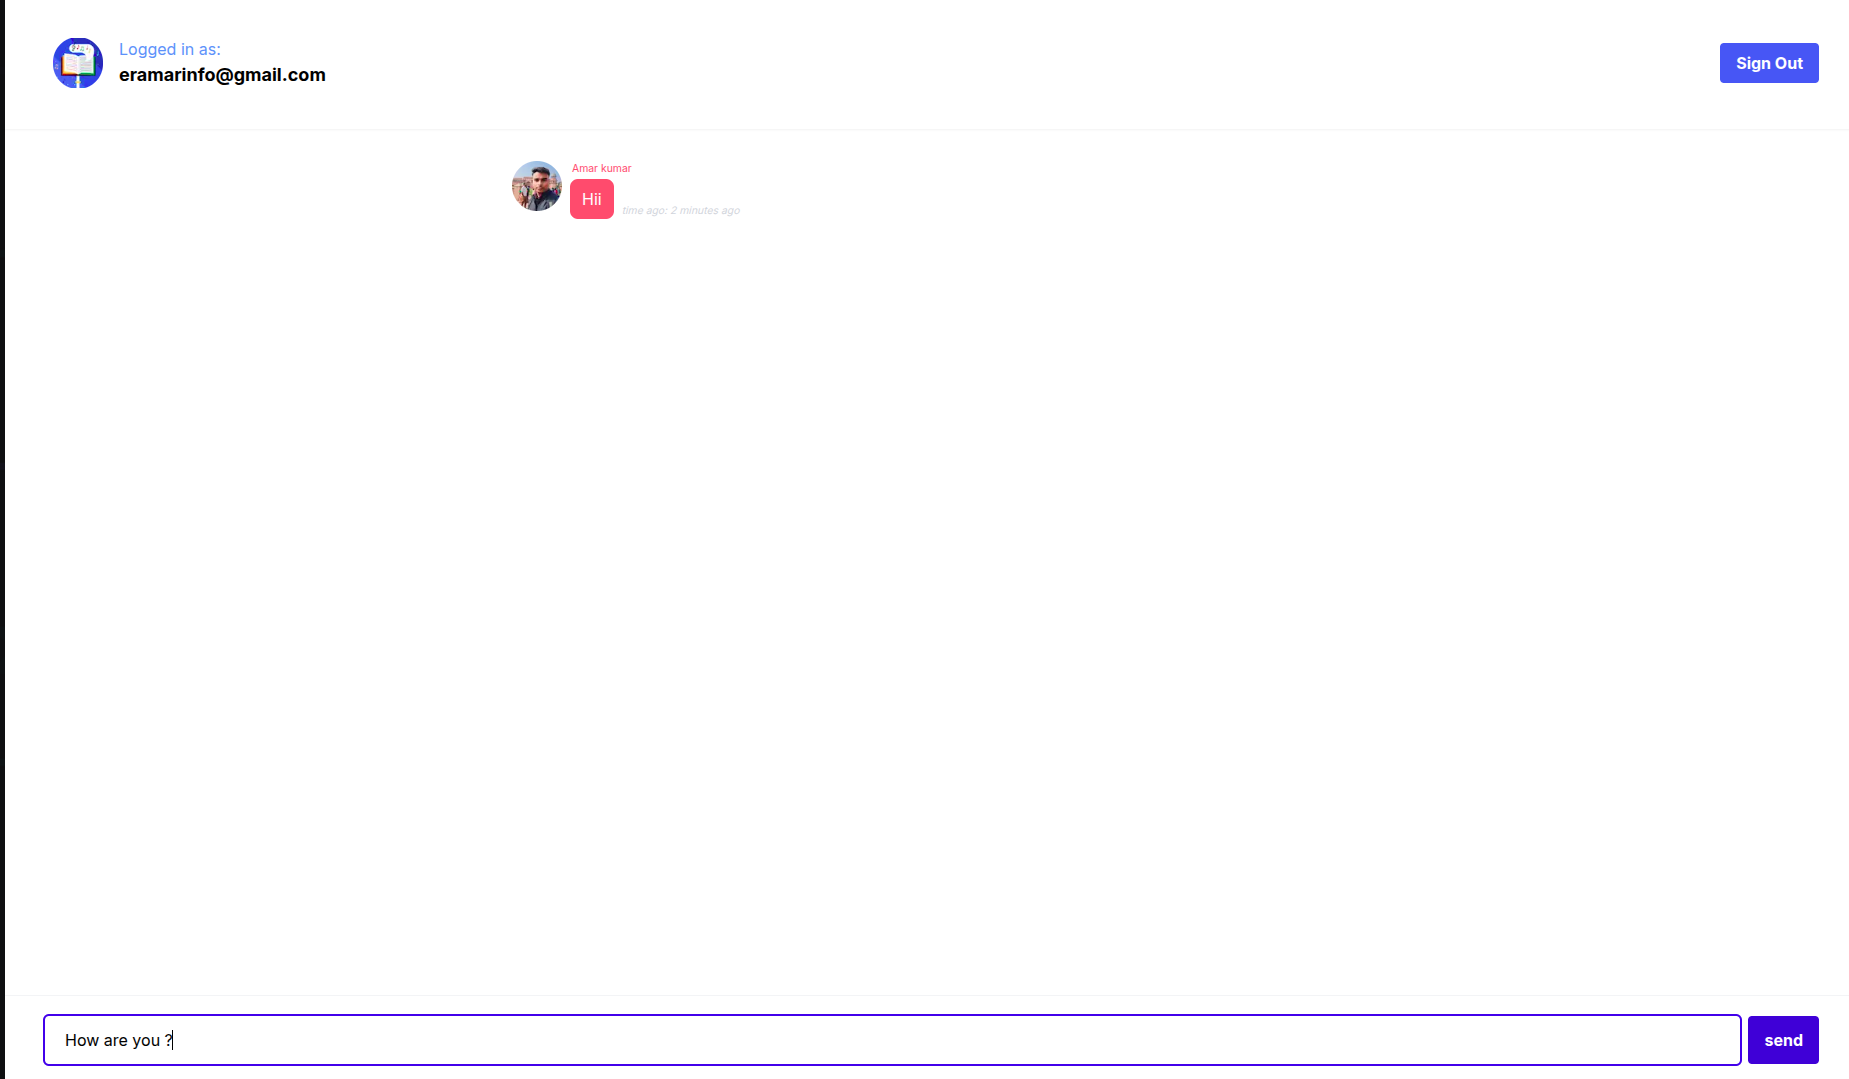 Logged in as:
eramarinfo@gmail.com
Sign Out
Amar kumar
Hii
time ago: 2 minutes ago
How are you ?
send